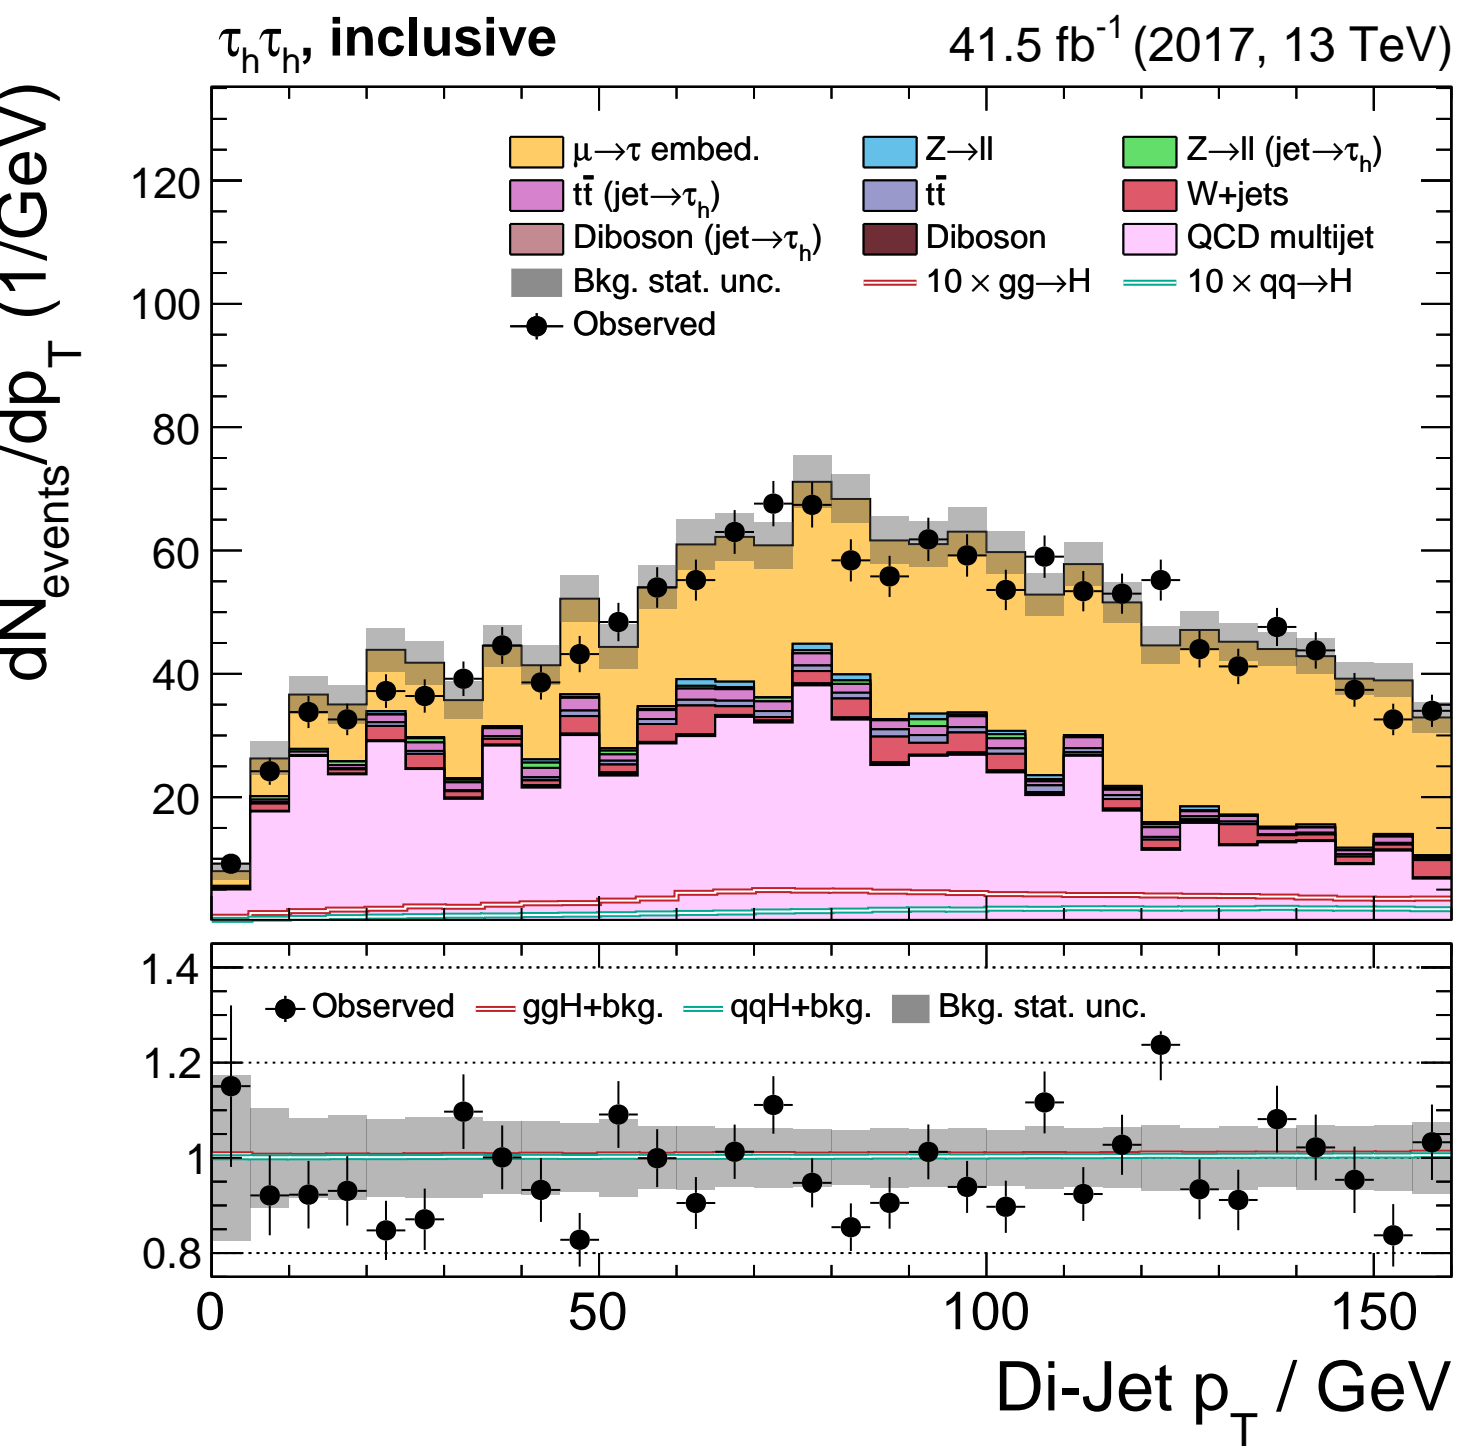 τhτh, inclusive 41.5 fb-1 (2017, 13 TeV)
dNevents/dpT (1/GeV)
μ→τ embed. Z→ll Z→ll (jet→τh)
tt̄ (jet→τh) tt̄ W+jets
Diboson (jet→τh) Diboson QCD multijet
Bkg. stat. unc. 10 × gg→H 10 × qq→H
Observed
120
100
80
60
40
20
1.4
Observed ggH+bkg. qqH+bkg. Bkg. stat. unc.
1.2
1
0.8
0 50 100 150
Di-Jet pT / GeV